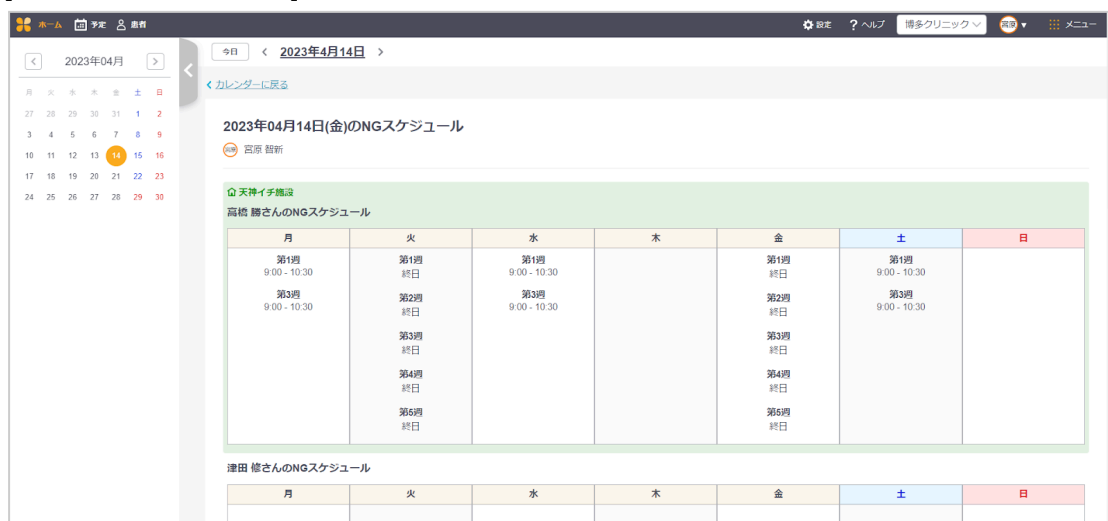 ホーム 予定 患者 設定 ? ヘルプ 博多クリニック 宮原 ▼ メニュー
< 2023年04月 >
月 火 水 木 金 土 日
27 28 29 30 31 1 2
3 4 5 6 7 8 9
10 11 12 13 14 15 16
17 18 19 20 21 22 23
24 25 26 27 28 29 30
今日 < 2023年4月14日 >
< カレンダーに戻る
2023年04月14日(金)のNGスケジュール
宮原 宮原 智新
天神イチ施設
高橋 勝さんのNGスケジュール
月 火 水 木 金 土 日
第1週 第1週 第1週 第1週 第1週
9:00 - 10:30 終日 9:00 - 10:30 終日 9:00 - 10:30
第3週 第2週 第3週 第2週 第3週
9:00 - 10:30 終日 9:00 - 10:30 終日 9:00 - 10:30
第3週 第3週
終日 終日
第4週 第4週
終日 終日
第5週 第5週
終日 終日
津田 修さんのNGスケジュール
月 火 水 木 金 土 日